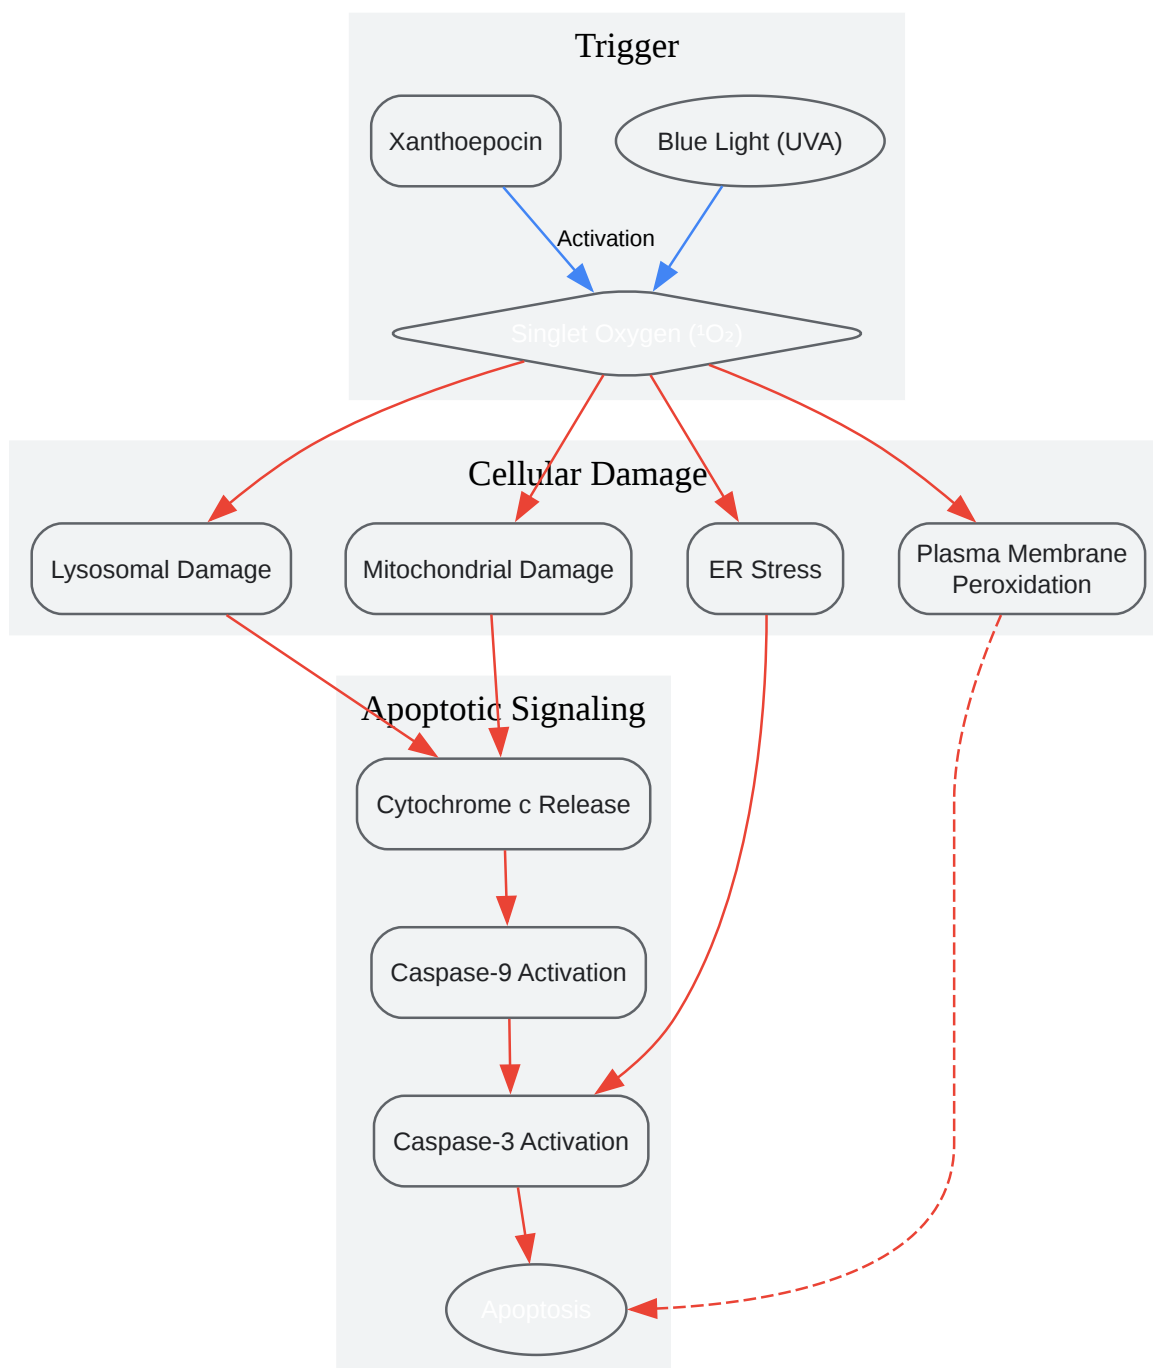 Trigger
Xanthoepocin
Blue Light (UVA)
Activation
Singlet Oxygen (¹O₂)
Cellular Damage
Lysosomal Damage
Mitochondrial Damage
ER Stress
Plasma Membrane
Peroxidation
Apoptotic Signaling
Cytochrome c Release
Caspase-9 Activation
Caspase-3 Activation
Apoptosis